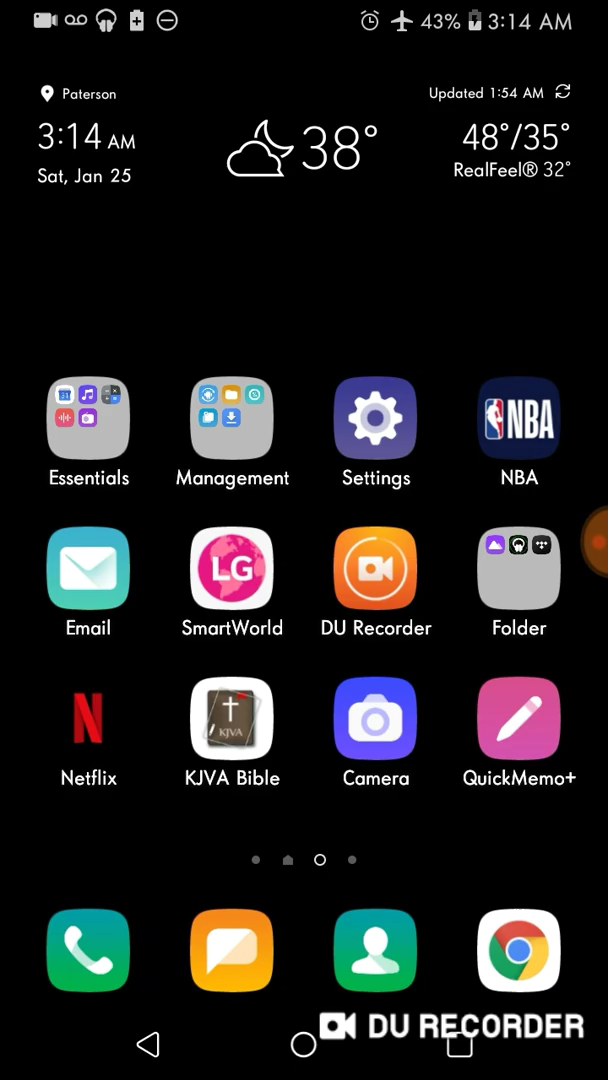 43% 3:14 AM
Paterson
Updated 1:54 AM
3:14 AM
38°
48°/35°
Sat, Jan 25
RealFeel® 32°
31
NBA
Essentials
Management
Settings
NBA
LG
Email
SmartWorld
DU Recorder
Folder
N
KJVA
Netflix
KJVA Bible
Camera
QuickMemo+
DU RECORDER